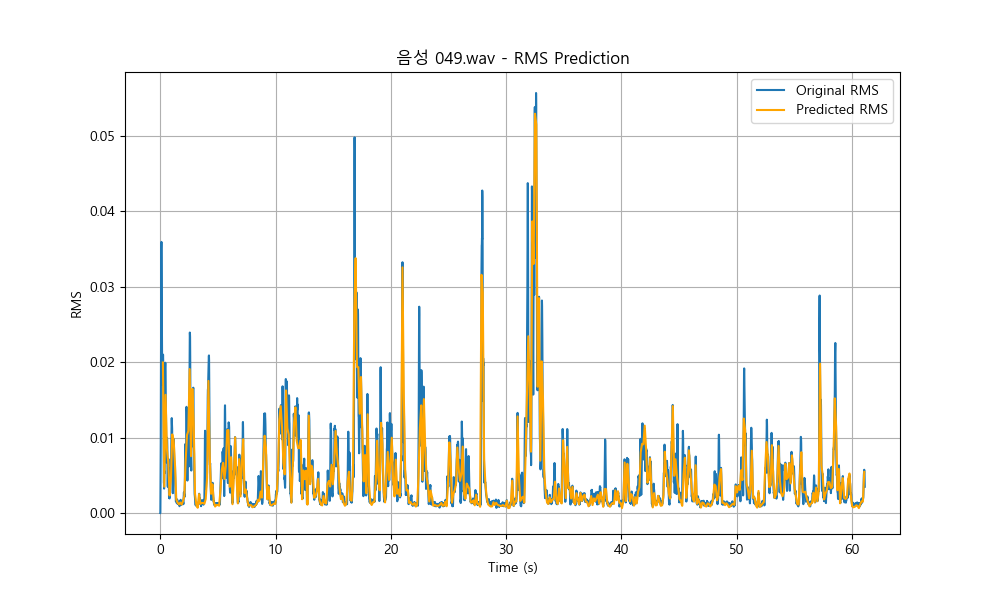 음성 049.wav - RMS Prediction
Original RMS
Predicted RMS
0.05
0.04
0.03
0.02
0.01
0.00
RMS
0 10 20 30 40 50 60
Time (s)